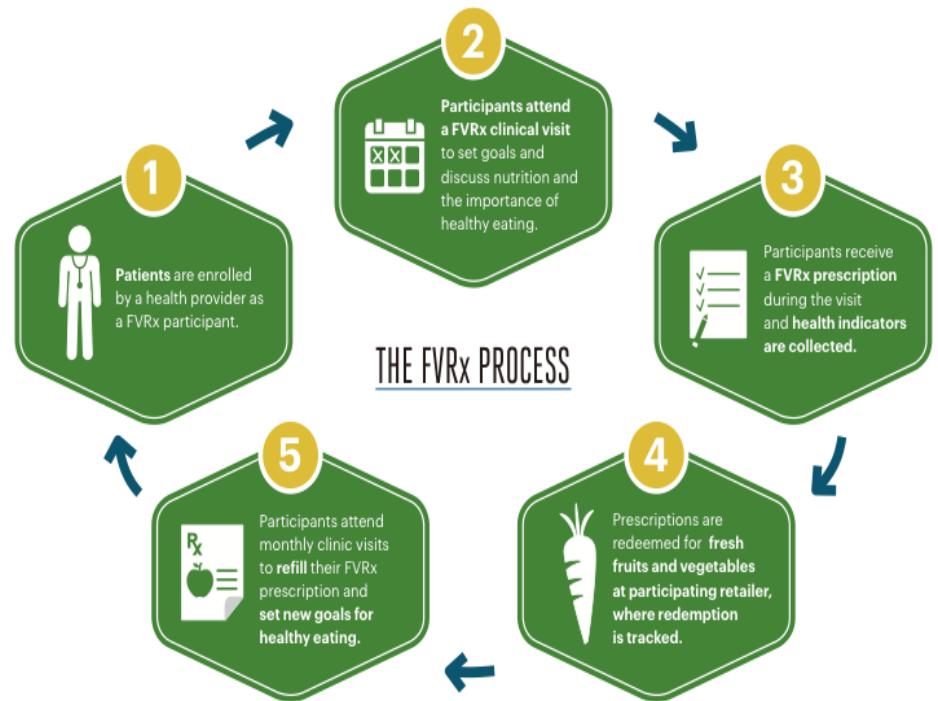 1
Patients are enrolled
by a health provider as
a FVRx participant.
2
Participants attend
a FVRx clinical visit
to set goals and
discuss nutrition and
the importance of
healthy eating.
3
Participants receive
a FVRx prescription
during the visit
and health indicators
are collected.
THE FVRx PROCESS
4
Prescriptions are
redeemed for fresh
fruits and vegetables
at participating retailer,
where redemption
is tracked.
5
Rx
Participants attend
monthly clinic visits
to refill their FVRx
prescription and
set new goals for
healthy eating.